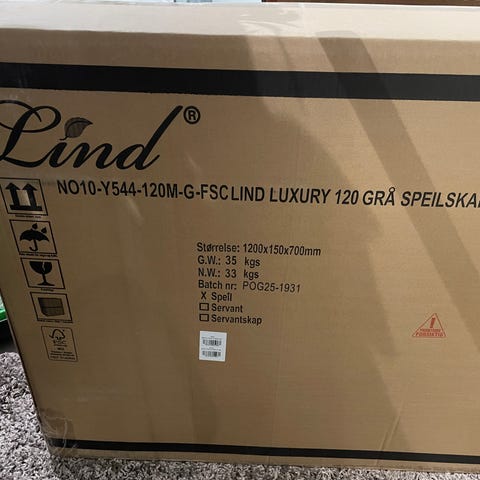 Lind®
NO10-Y544-120M-G-FSC LIND LUXURY 120 GRÅ SPEILSKA
Størrelse: 1200x150x700mm
G.W.: 35 kgs
N.W.: 33 kgs
Batch nr: POG25-1931
X Speil
Servant
Servantskap
FSC